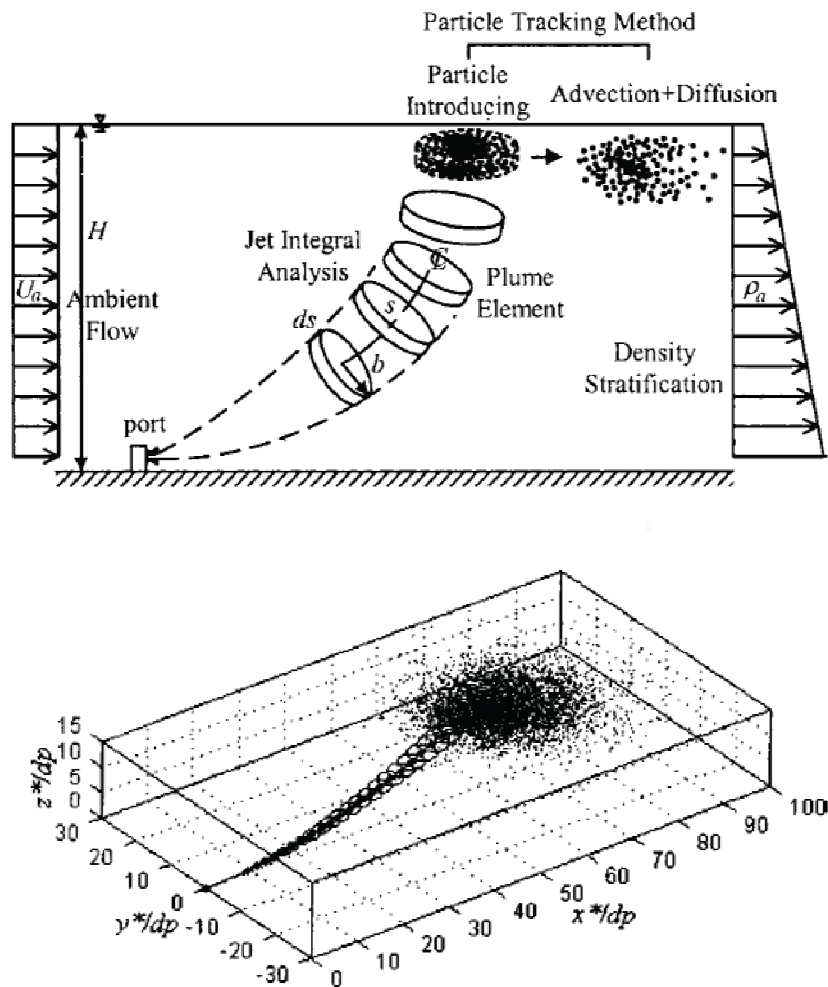 Particle Tracking Method
Particle
Introducing
Advection+Diffusion
H
Jet Integral
Analysis
℄
Plume
Element
U_a
Ambient
Flow
s
ds
b
ρ_a
Density
Stratification
port
15
10
5
0
z*/dp
30
20
10
0
-10
-20
-30
y*/dp
0
10
20
30
40
50
60
70
80
90
100
x*/dp